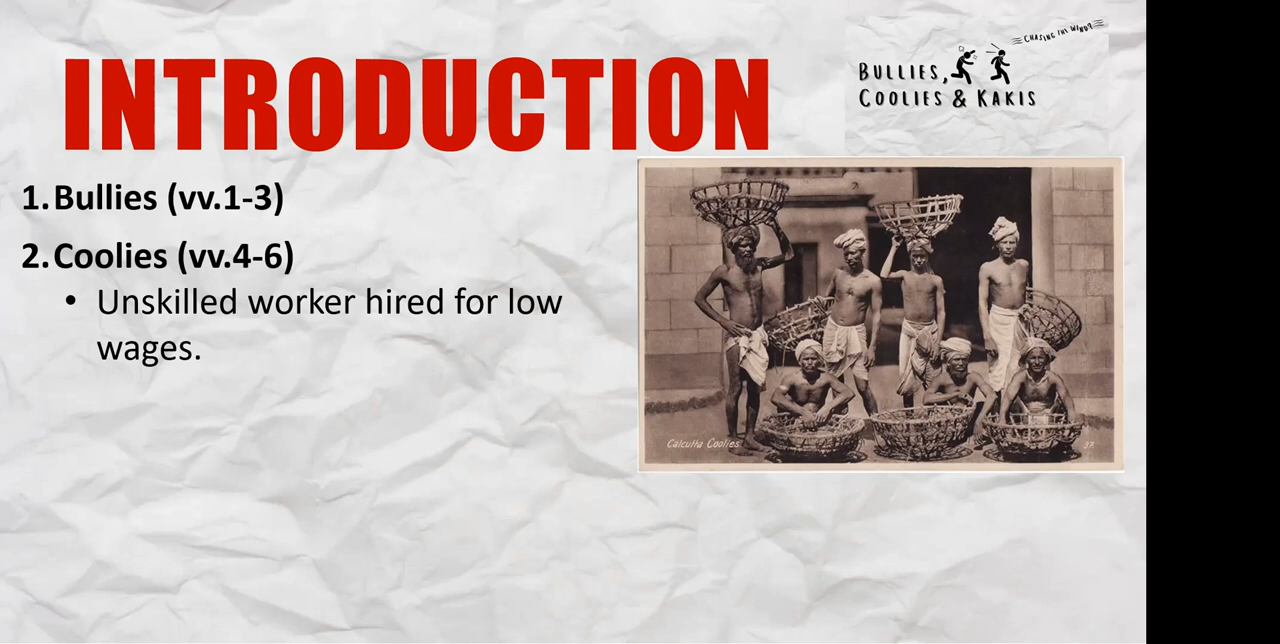 INTRODUCTION
CHASING THE WIND?
BULLIES,
COOLIES & KAKIS
1. Bullies (vv.1-3)
2. Coolies (vv.4-6)
• Unskilled worker hired for low
wages.
Calcutta Coolies.
37.